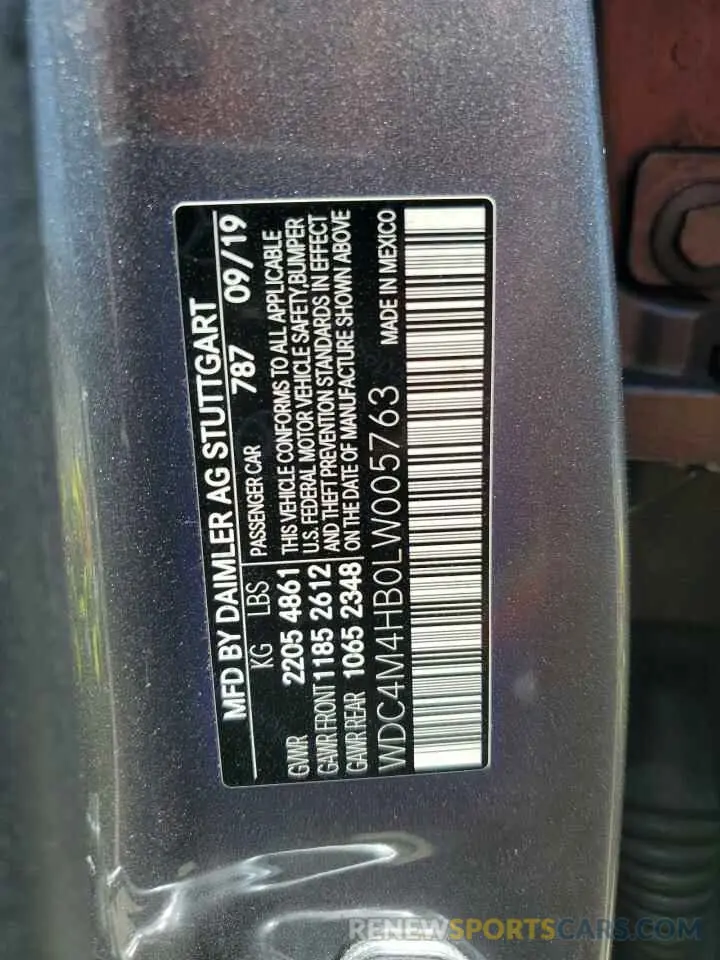 MFD BY DAIMLER AG STUTTGART
787 09/19
KG LBS PASSENGER CAR
GVWR 2205 4861 THIS VEHICLE CONFORMS TO ALL APPLICABLE
U.S. FEDERAL MOTOR VEHICLE SAFETY, BUMPER
GAWR FRONT 1185 2612 AND THEFT PREVENTION STANDARDS IN EFFECT
GAWR REAR 1065 2348 ON THE DATE OF MANUFACTURE SHOWN ABOVE
WDC4M4HB0LW005763 MADE IN MEXICO
RENEWSPORTSCARS.COM